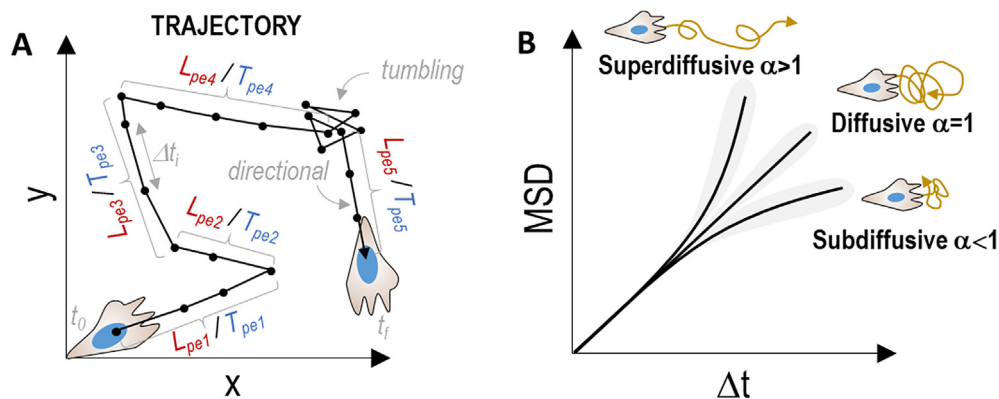 A
TRAJECTORY
Lpe4 / Tpe4
tumbling
Δti
directional
Lpe3 / Tpe3
Lpe5 / Tpe5
Lpe2 / Tpe2
y
t0
Lpe1 / Tpe1
tf
x
B
Superdiffusive α>1
Diffusive α=1
Subdiffusive α<1
MSD
Δt